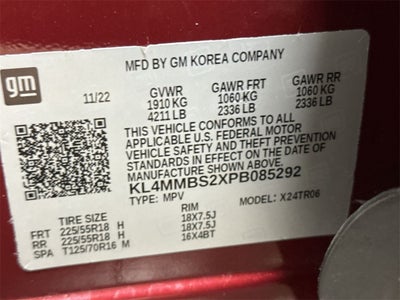 MFD BY GM KOREA COMPANY
gm
11/22 GVWR GAWR FRT GAWR RR
1910 KG 1060 KG 1060 KG
4211 LB 2336 LB 2336 LB
THIS VEHICLE CONFORMS TO ALL
APPLICABLE U.S. FEDERAL MOTOR
VEHICLE SAFETY AND THEFT
PREVENTION STANDARDS IN EFFECT
ON THE DATE OF
MANUFACTURE SHOWN ABOVE.
KL4MMBS2XPB085292
TYPE: MPV MODEL: X24TR06
TIRE SIZE RIM
FRT 225/55R18 H 18X7.5J
RR 225/55R18 H 18X7.5J
SPA T125/70R16 M 16X4BT